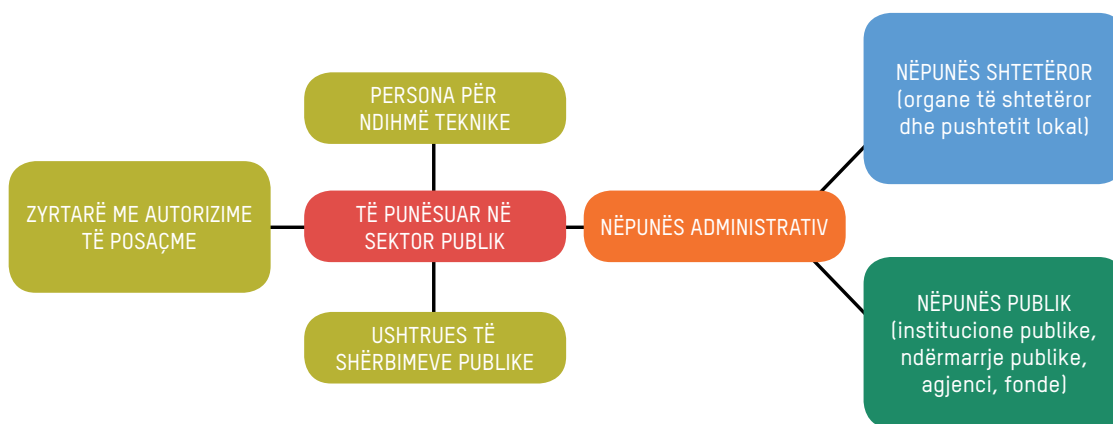 PERSONA PËR
NDIHMË TEKNIKE
ZYRTARË ME AUTORIZIME
TË POSAÇME
TË PUNËSUAR NË
SEKTOR PUBLIK
USHTRUES TË
SHËRBIMEVE PUBLIKE
NËPUNËS ADMINISTRATIV
NËPUNËS SHTETËROR
(organe të shtetëror
dhe pushtetit lokal)
NËPUNËS PUBLIK
(institucione publike,
ndërmarrje publike,
agjenci, fonde)